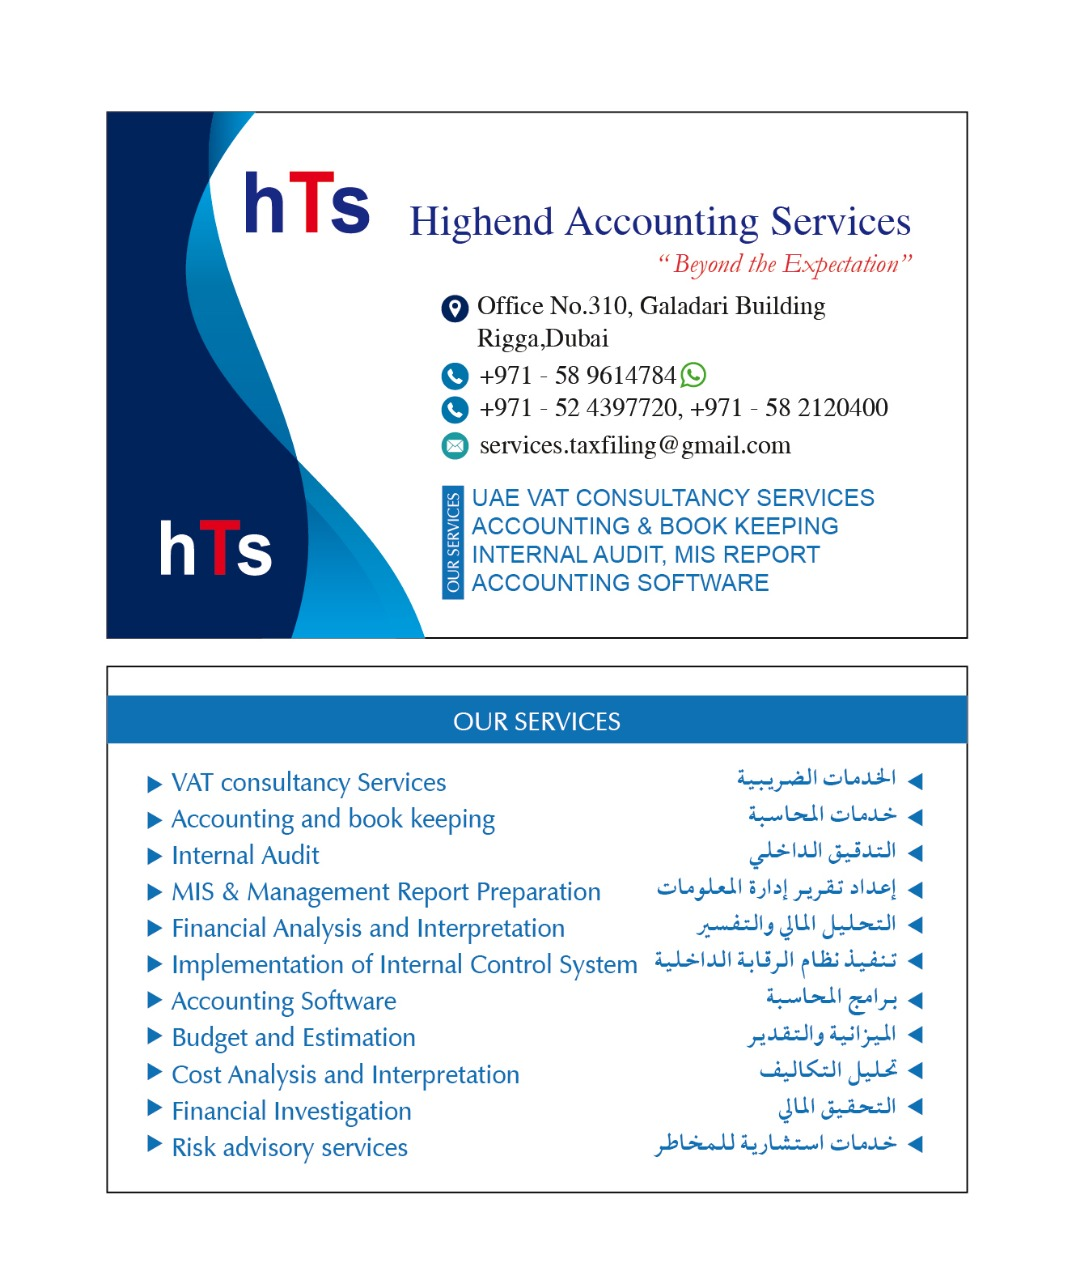 hTs
Highend Accounting Services
“ Beyond the Expectation”
Office No.310, Galadari Building
Rigga,Dubai
+971 - 58 9614784
+971 - 52 4397720, +971 - 58 2120400
services.taxfiling@gmail.com
OUR SERVICES
UAE VAT CONSULTANCY SERVICES
ACCOUNTING & BOOK KEEPING
INTERNAL AUDIT, MIS REPORT
ACCOUNTING SOFTWARE
hTs
OUR SERVICES
VAT consultancy Services
الخدمات الضريبية
Accounting and book keeping
خدمات المحاسبة
Internal Audit
التدقيق الداخلي
MIS & Management Report Preparation
إعداد تقرير إدارة المعلومات
Financial Analysis and Interpretation
التحليل المالي والتفسير
Implementation of Internal Control System
تنفيذ نظام الرقابة الداخلية
Accounting Software
برامج المحاسبة
Budget and Estimation
الميزانية والتقدير
Cost Analysis and Interpretation
تحليل التكاليف
Financial Investigation
التحقيق المالي
Risk advisory services
خدمات استشارية للمخاطر